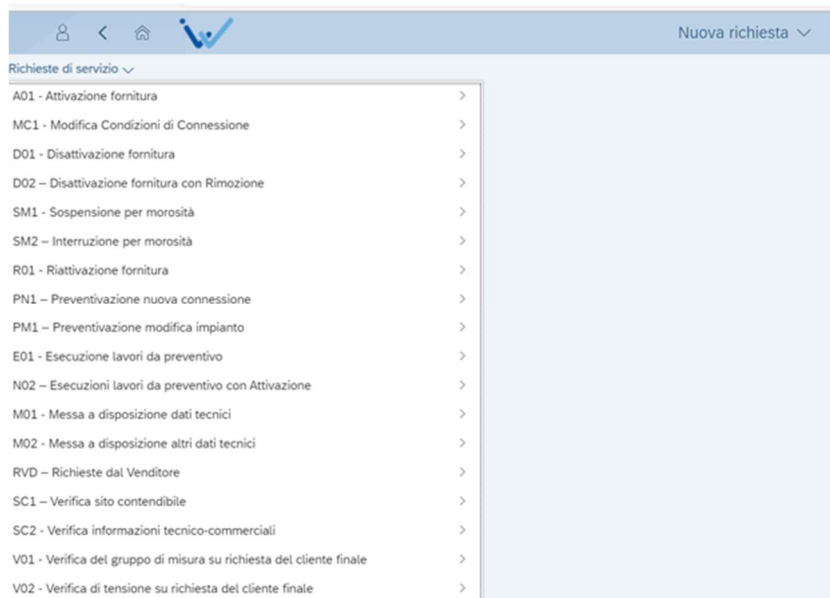 Nuova richiesta
Richieste di servizio
A01 - Attivazione fornitura
MC1 - Modifica Condizioni di Connessione
D01 - Disattivazione fornitura
D02 – Disattivazione fornitura con Rimozione
SM1 - Sospensione per morosità
SM2 – Interruzione per morosità
R01 - Riattivazione fornitura
PN1 – Preventivazione nuova connessione
PM1 – Preventivazione modifica impianto
E01 - Esecuzione lavori da preventivo
N02 – Esecuzioni lavori da preventivo con Attivazione
M01 - Messa a disposizione dati tecnici
M02 - Messa a disposizione altri dati tecnici
RVD – Richieste dal Venditore
SC1 – Verifica sito contendibile
SC2 - Verifica informazioni tecnico-commerciali
V01 - Verifica del gruppo di misura su richiesta del cliente finale
V02 - Verifica di tensione su richiesta del cliente finale